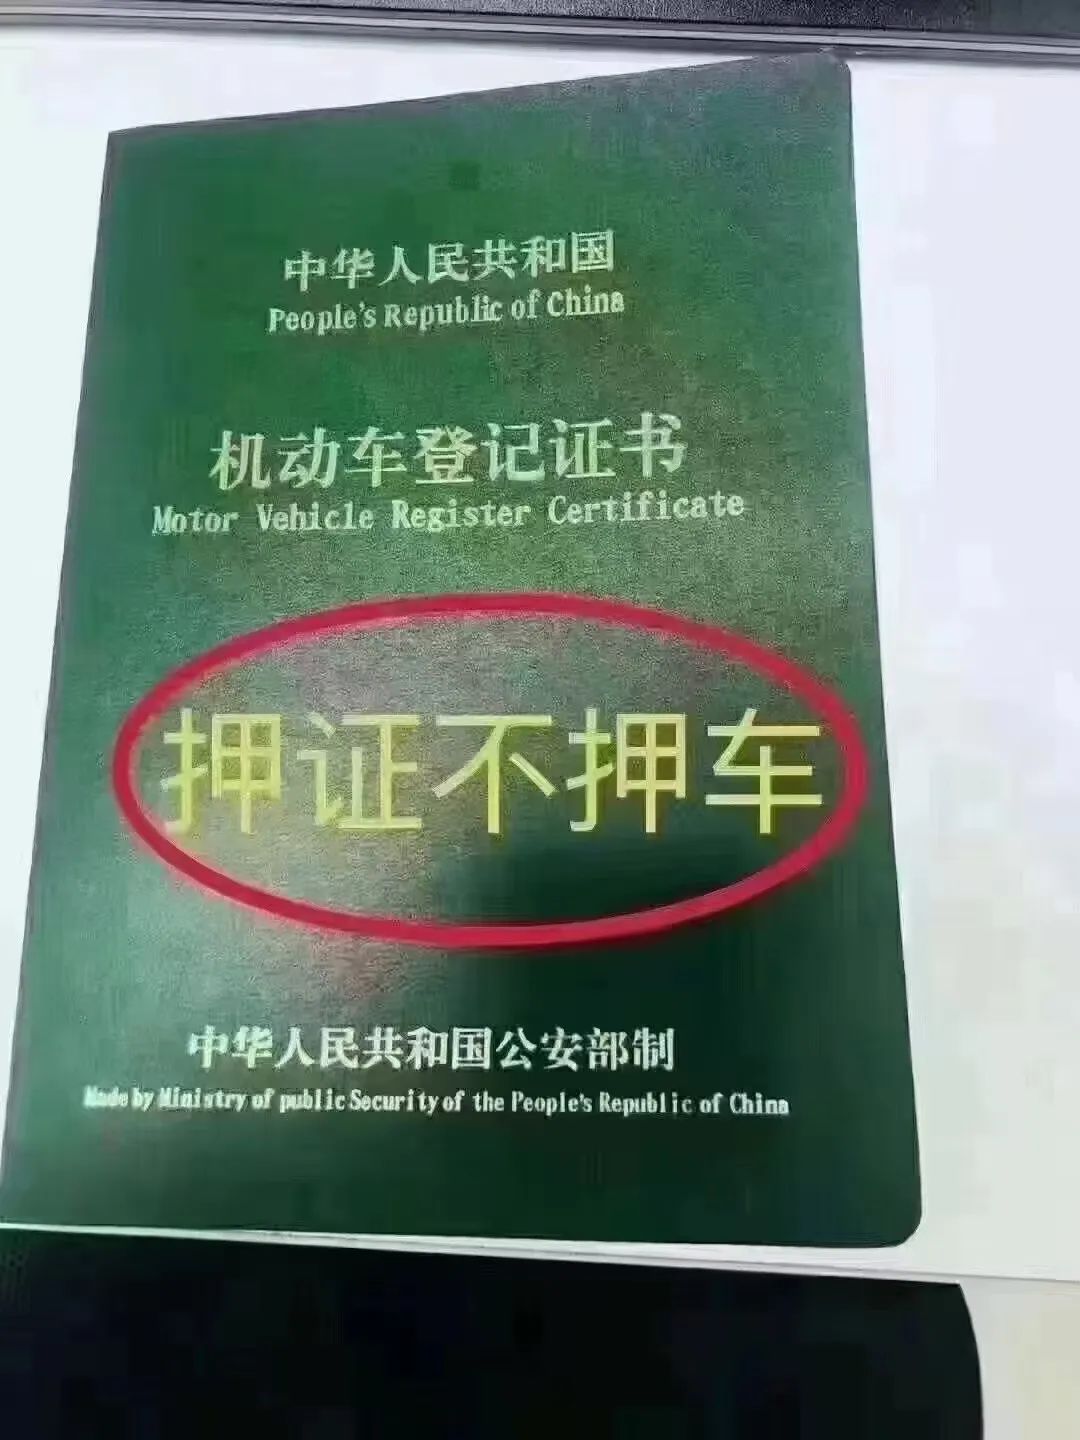 中华人民共和国
People's Republic of China
机动车登记证书
Motor Vehicle Register Certificate
押证不押车
中华人民共和国公安部制
Made by Ministry of public Security of the People's Republic of China